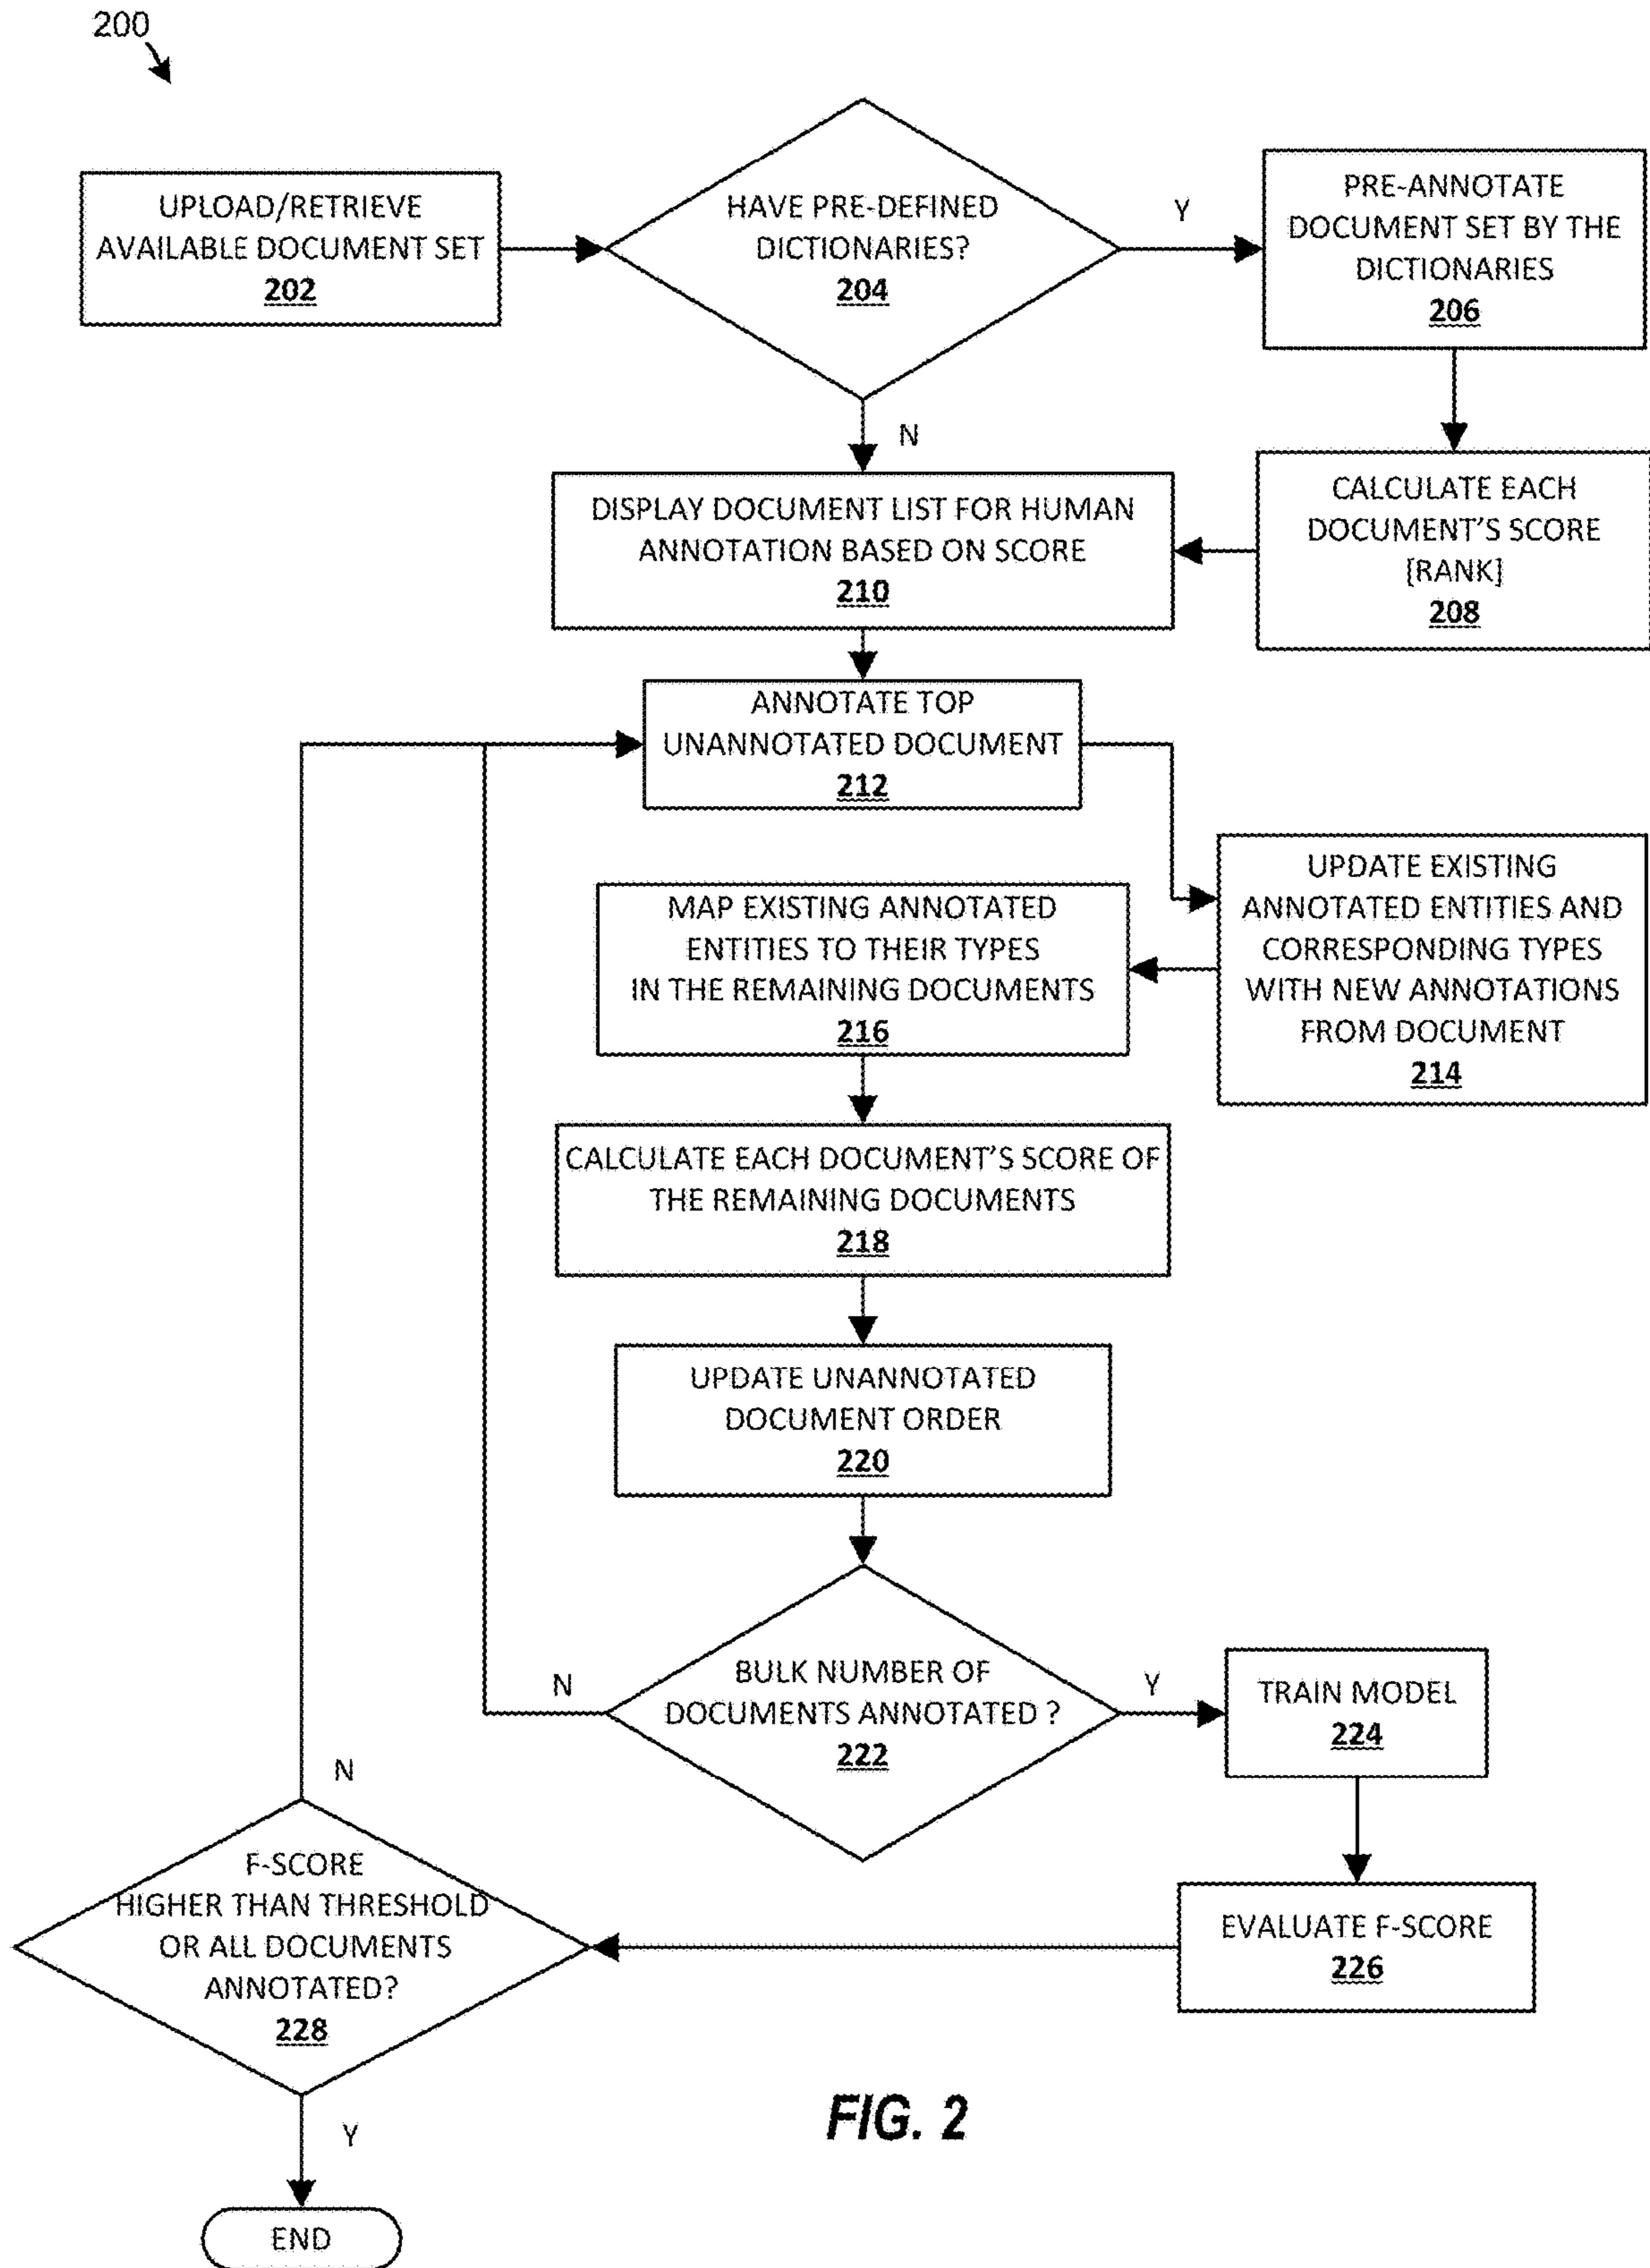 200
UPLOAD/RETRIEVE
AVAILABLE DOCUMENT SET
202
HAVE PRE-DEFINED
DICTIONARIES?
204
Y
PRE-ANNOTATE
DOCUMENT SET BY THE
DICTIONARIES
206
N
CALCULATE EACH
DOCUMENT'S SCORE
[RANK]
208
DISPLAY DOCUMENT LIST FOR HUMAN
ANNOTATION BASED ON SCORE
210
ANNOTATE TOP
UNANNOTATED DOCUMENT
212
UPDATE EXISTING
ANNOTATED ENTITIES AND
CORRESPONDING TYPES
WITH NEW ANNOTATIONS
FROM DOCUMENT
214
MAP EXISTING ANNOTATED
ENTITIES TO THEIR TYPES
IN THE REMAINING DOCUMENTS
216
CALCULATE EACH DOCUMENT'S SCORE OF
THE REMAINING DOCUMENTS
218
UPDATE UNANNOTATED
DOCUMENT ORDER
220
BULK NUMBER OF
DOCUMENTS ANNOTATED ?
222
N
Y
TRAIN MODEL
224
EVALUATE F-SCORE
226
N
F-SCORE
HIGHER THAN THRESHOLD
OR ALL DOCUMENTS
ANNOTATED?
228
Y
END
FIG. 2